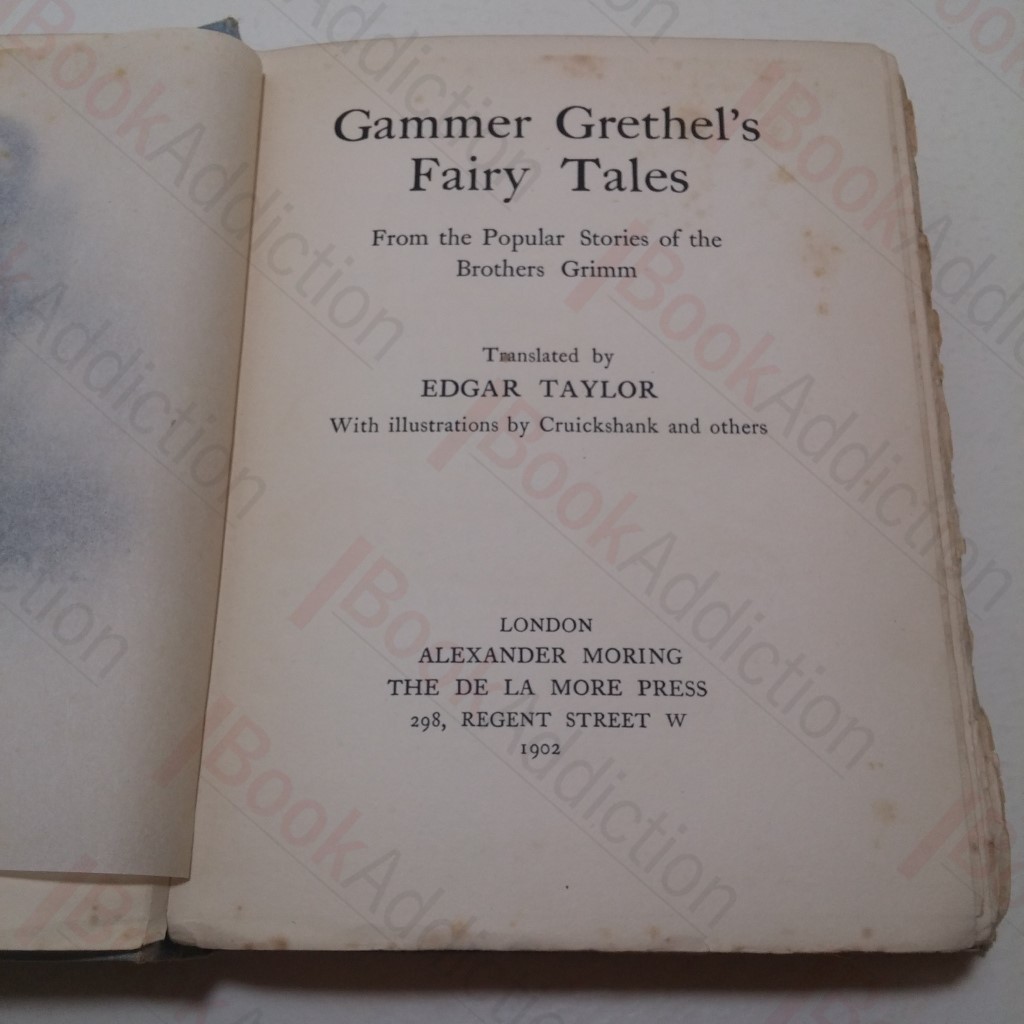 Gammer Grethel's
Fairy Tales
From the Popular Stories of the
Brothers Grimm
Translated by
EDGAR TAYLOR
With illustrations by Cruickshank and others
LONDON
ALEXANDER MORING
THE DE LA MORE PRESS
298, REGENT STREET W
1902
BookAddiction